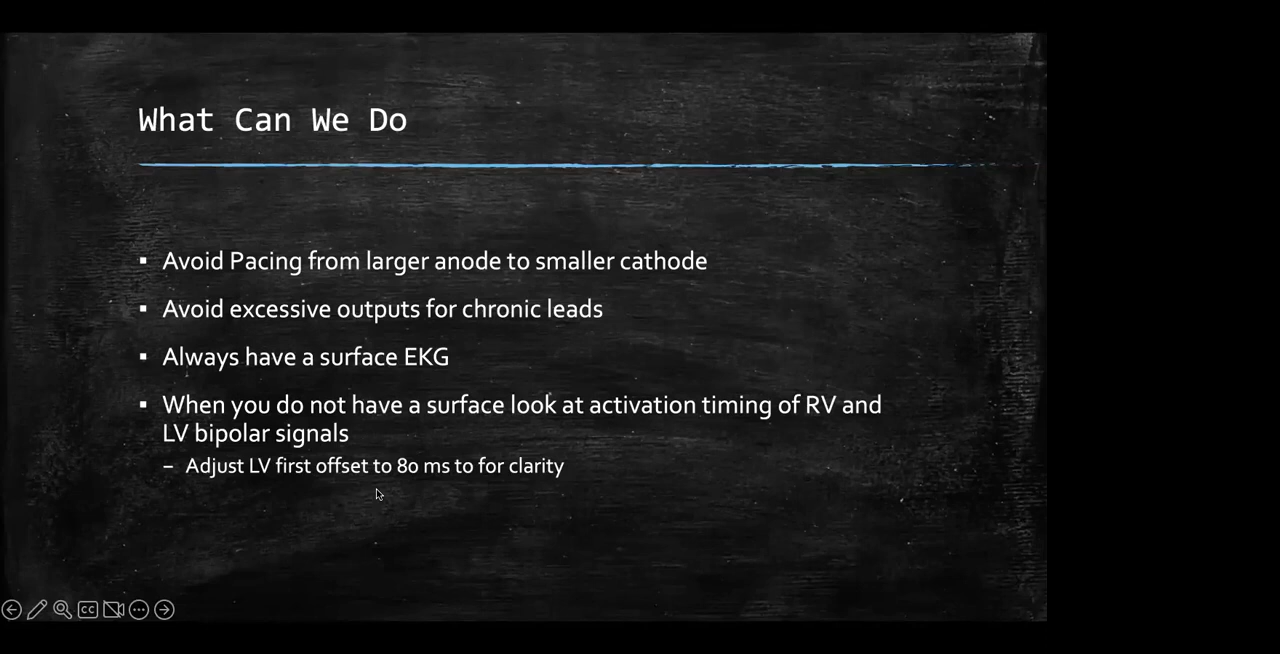 What Can We Do
▪ Avoid Pacing from larger anode to smaller cathode
▪ Avoid excessive outputs for chronic leads
▪ Always have a surface EKG
▪ When you do not have a surface look at activation timing of RV and
LV bipolar signals
– Adjust LV first offset to 80 ms to for clarity
CC